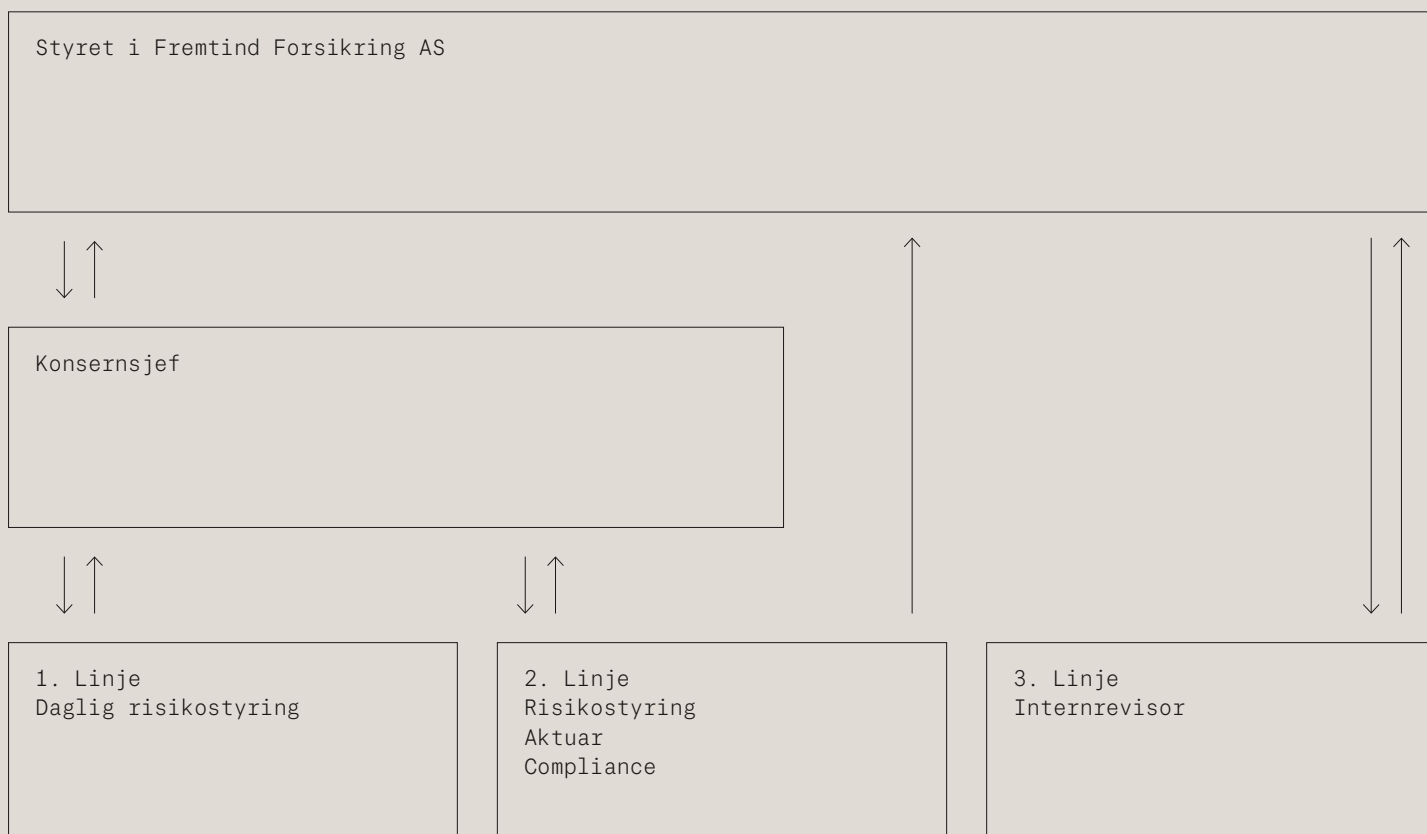 Styret i Fremtind Forsikring AS
Konsernsjef
1. Linje
Daglig risikostyring
2. Linje
Risikostyring
Aktuar
Compliance
3. Linje
Internrevisor